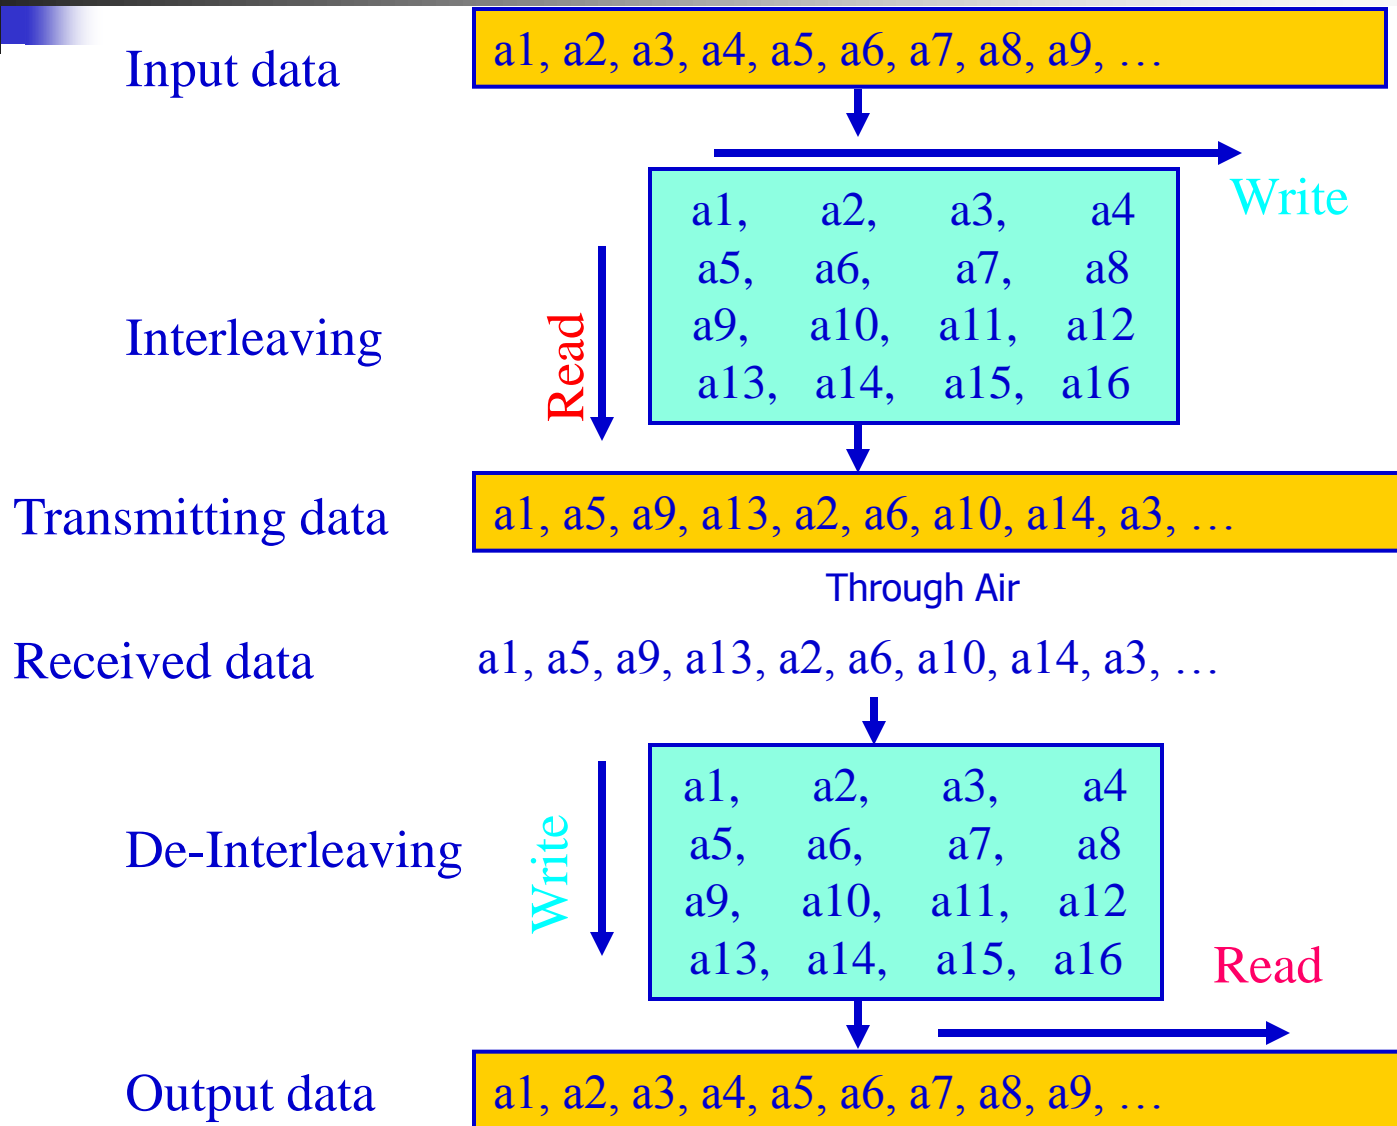 Input data
a1, a2, a3, a4, a5, a6, a7, a8, a9, …
Write
a1, a2, a3, a4
a5, a6, a7, a8
a9, a10, a11, a12
a13, a14, a15, a16
Interleaving
Read
Transmitting data
a1, a5, a9, a13, a2, a6, a10, a14, a3, …
Through Air
Received data
a1, a5, a9, a13, a2, a6, a10, a14, a3, …
a1, a2, a3, a4
a5, a6, a7, a8
a9, a10, a11, a12
a13, a14, a15, a16
De-Interleaving
Write
Read
Output data
a1, a2, a3, a4, a5, a6, a7, a8, a9, …